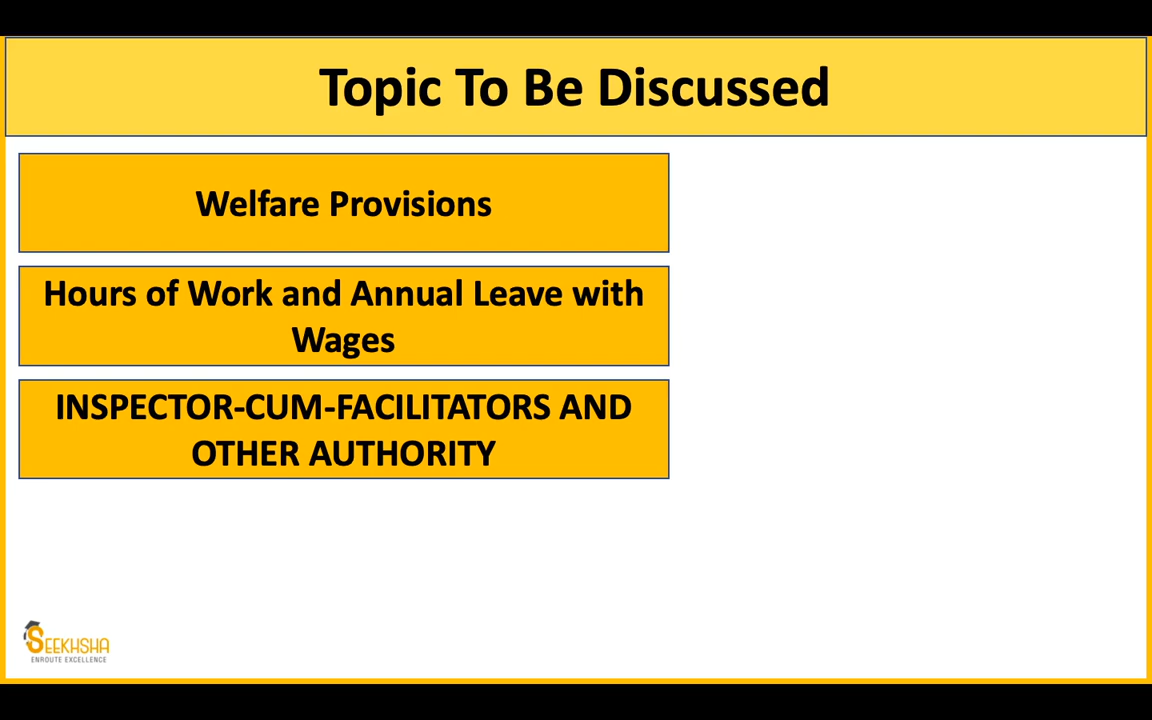 Topic To Be Discussed
Welfare Provisions
Hours of Work and Annual Leave with
Wages
INSPECTOR-CUM-FACILITATORS AND
OTHER AUTHORITY
SEEKHSHA
ENROUTE EXCELLENCE